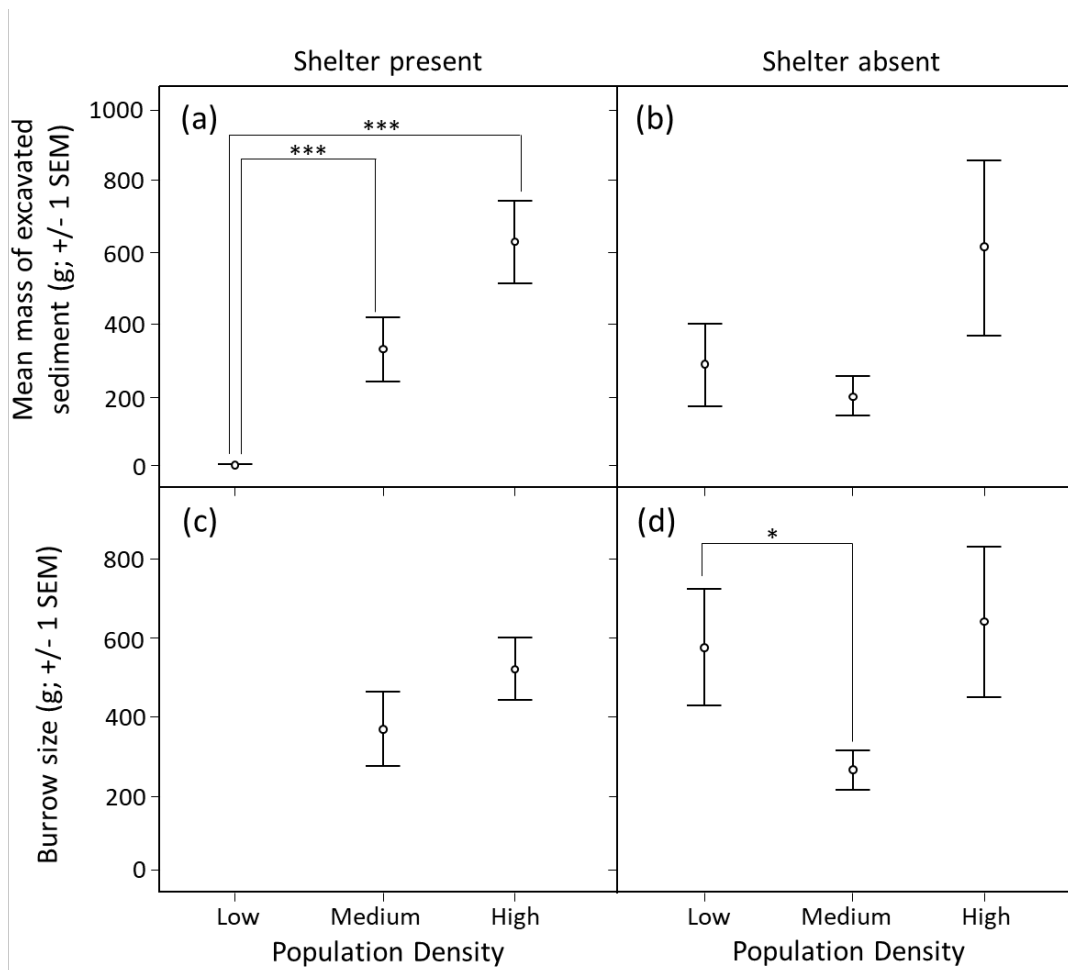 Shelter present
Shelter absent
Mean mass of excavated
sediment (g; +/- 1 SEM)
1000
800
600
400
200
0
(a)
***
***
(b)
Burrow size (g; +/- 1 SEM)
800
600
400
200
0
(c)
(d)
*
Low
Medium
High
Low
Medium
High
Population Density
Population Density